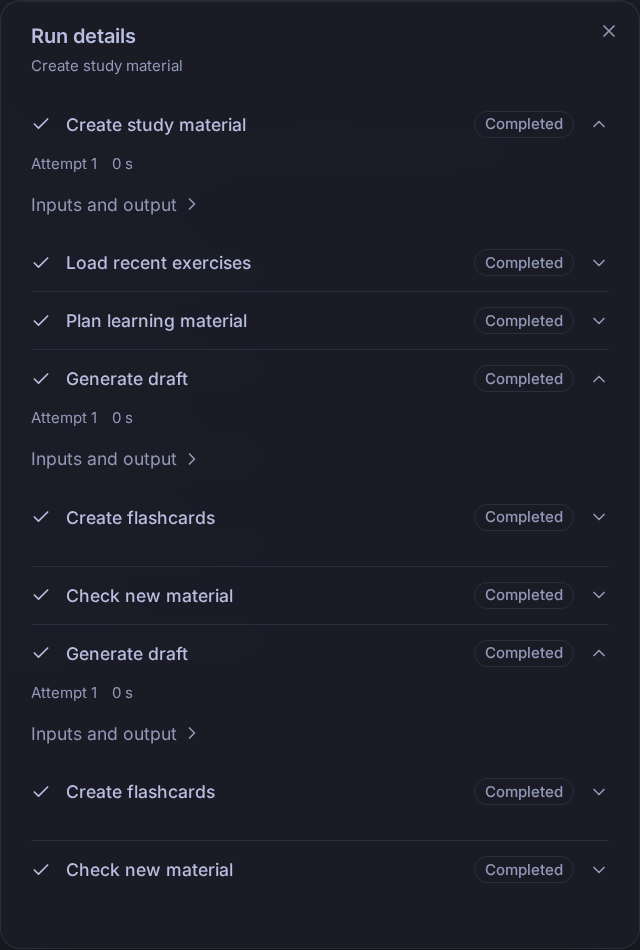 Run details
Create study material
Create study material Completed
Attempt 1 0 s
Inputs and output
Load recent exercises Completed
Plan learning material Completed
Generate draft Completed
Attempt 1 0 s
Inputs and output
Create flashcards Completed
Check new material Completed
Generate draft Completed
Attempt 1 0 s
Inputs and output
Create flashcards Completed
Check new material Completed